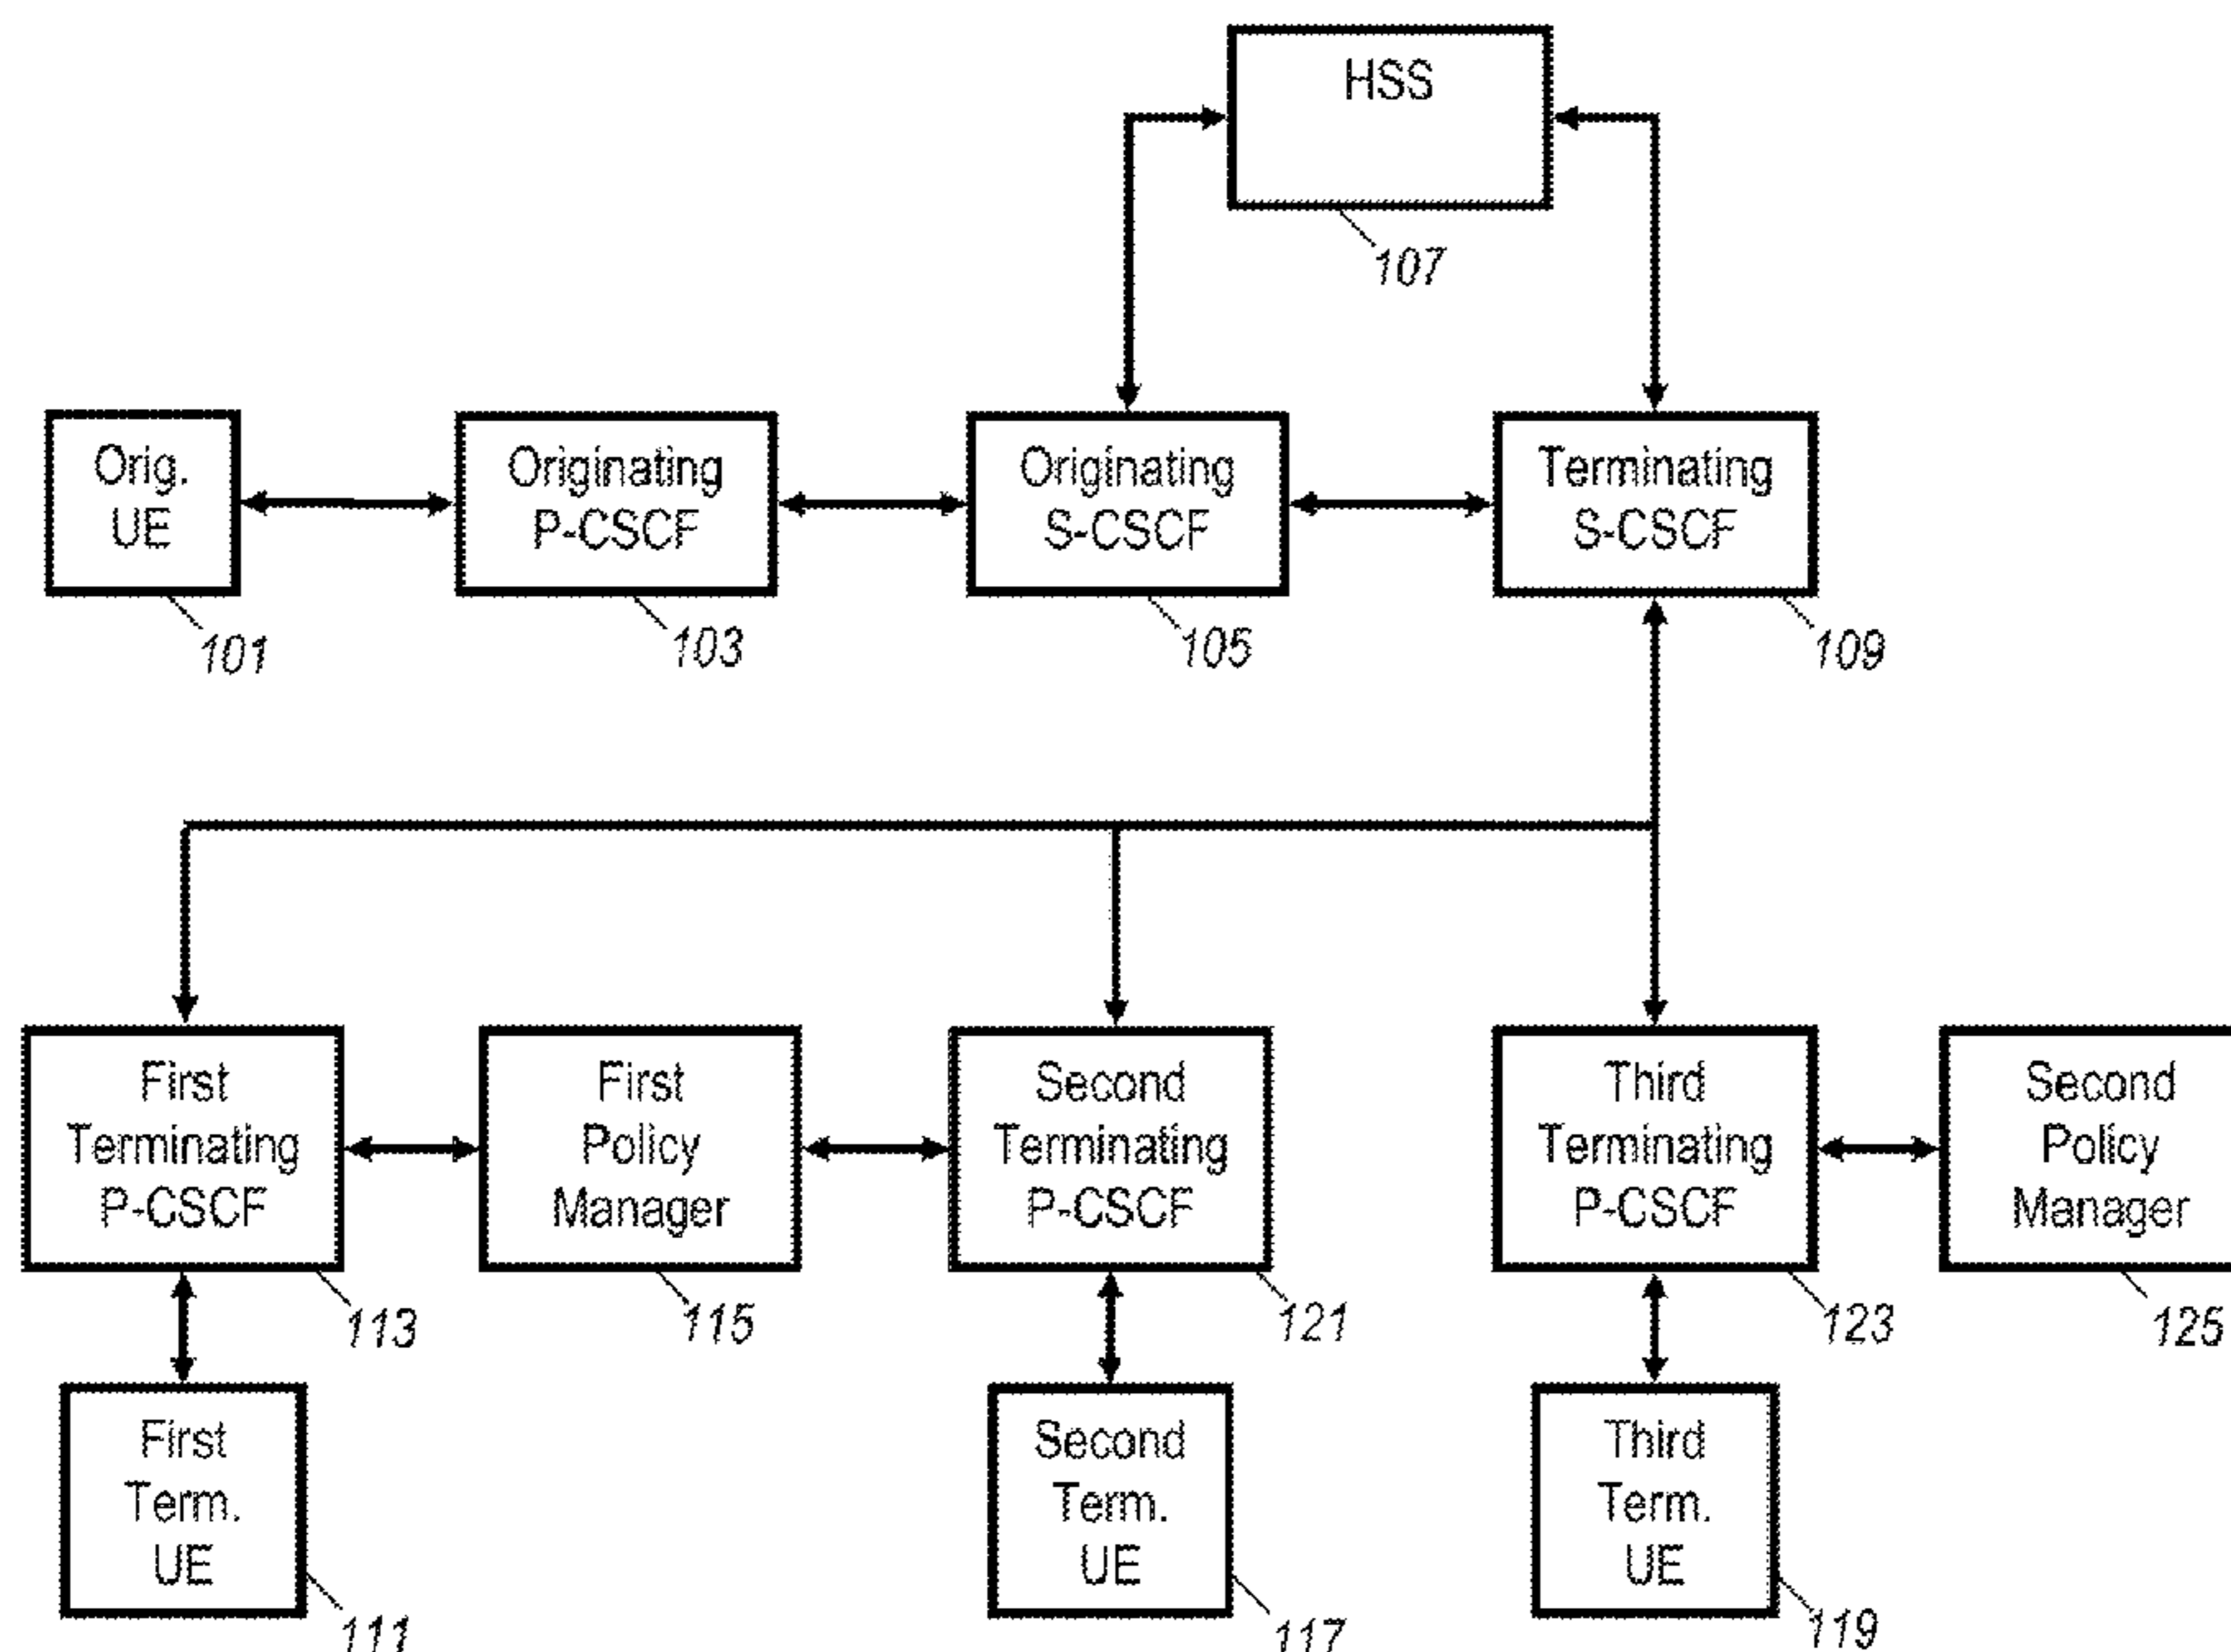 HSS
107
Orig.
UE
101
Originating
P-CSCF
103
Originating
S-CSCF
105
Terminating
S-CSCF
109
First
Terminating
P-CSCF
113
First
Policy
Manager
115
Second
Terminating
P-CSCF
121
Third
Terminating
P-CSCF
123
Second
Policy
Manager
125
First
Term.
UE
111
Second
Term.
UE
117
Third
Term.
UE
119